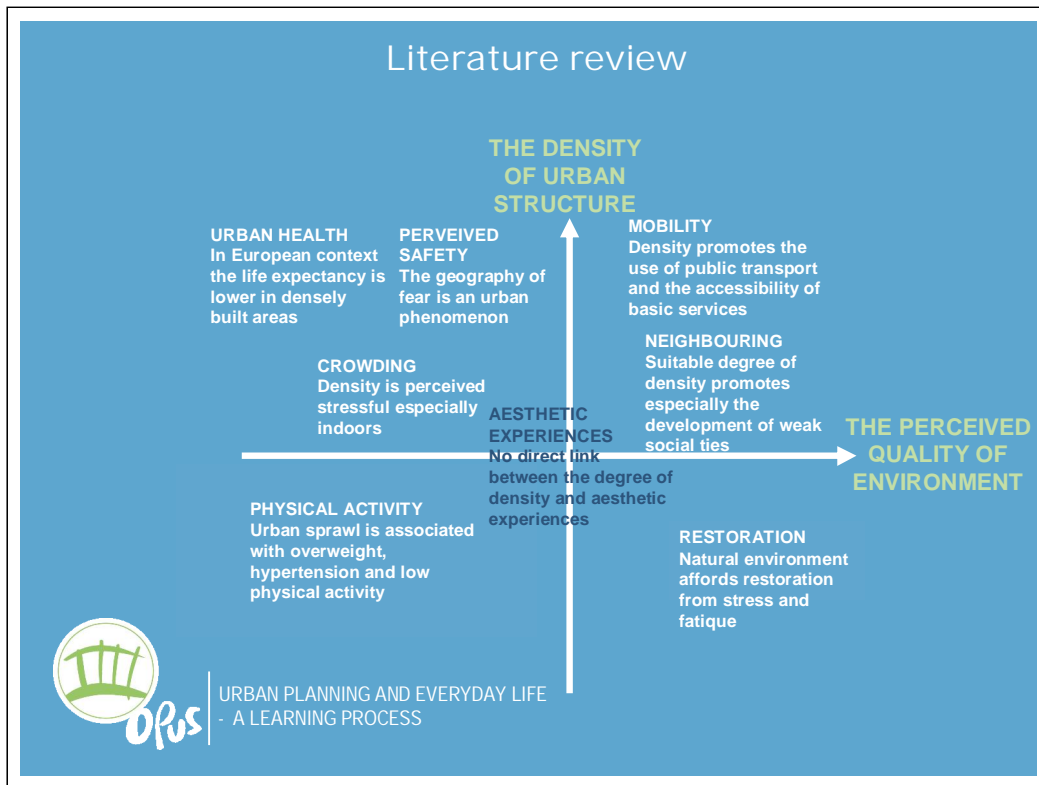 Literature review
THE DENSITY
OF URBAN
STRUCTURE
URBAN HEALTH
In European context
the life expectancy is
lower in densely
built areas
PERVEIVED
SAFETY
The geography of
fear is an urban
phenomenon
MOBILITY
Density promotes the
use of public transport
and the accessibility of
basic services
CROWDING
Density is perceived
stressful especially
indoors
NEIGHBOURING
Suitable degree of
density promotes
especially the
development of weak
social ties
AESTHETIC
EXPERIENCES
No direct link
between the degree of
density and aesthetic
experiences
THE PERCEIVED
QUALITY OF
ENVIRONMENT
PHYSICAL ACTIVITY
Urban sprawl is associated
with overweight,
hypertension and low
physical activity
RESTORATION
Natural environment
affords restoration
from stress and
fatique
OPUS
URBAN PLANNING AND EVERYDAY LIFE
- A LEARNING PROCESS